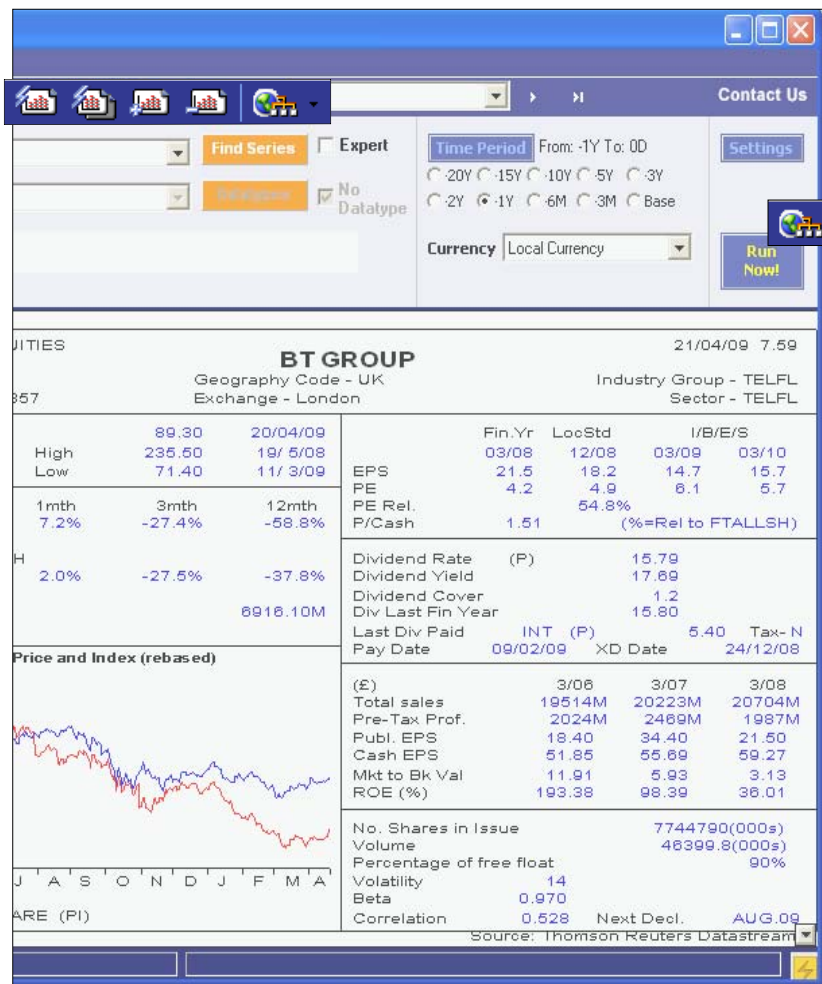 Contact Us
Find Series Expert Time Period From: -1Y To: 0D Settings
-20Y -15Y -10Y -5Y -3Y
No Datatype -2Y -1Y -6M -3M Base
Currency Local Currency Run Now!
UITIES BT GROUP 21/04/09 7.59
Geography Code - UK Industry Group - TELFL
357 Exchange - London Sector - TELFL
89.30 20/04/09 Fin.Yr LocStd I/B/E/S
High 235.50 19/ 5/08 03/08 12/08 03/09 03/10
Low 71.40 11/ 3/09 EPS 21.5 18.2 14.7 15.7
PE 4.2 4.9 6.1 5.7
1mth 3mth 12mth PE Rel. 54.8%
7.2% -27.4% -58.8% P/Cash 1.51 (%=Rel to FTALLSH)
H Dividend Rate (P) 15.79
2.0% -27.5% -37.8% Dividend Yield 17.69
Dividend Cover 1.2
6916.10M Div Last Fin Year 15.80
Last Div Paid INT (P) 5.40 Tax- N
Pay Date 09/02/09 XD Date 24/12/08
Price and Index (rebased)
(£) 3/06 3/07 3/08
Total sales 19514M 20223M 20704M
Pre-Tax Prof. 2024M 2469M 1987M
Publ. EPS 18.40 34.40 21.50
Cash EPS 51.85 55.69 59.27
Mkt to Bk Val 11.91 5.93 3.13
ROE (%) 193.38 98.39 36.01
No. Shares in Issue 7744790(000s)
Volume 46399.8(000s)
Percentage of free float 90%
J A S O N D J F M A Volatility 14
Beta 0.970
ARE (PI) Correlation 0.528 Next Decl. AUG.09
Source: Thomson Reuters Datastream